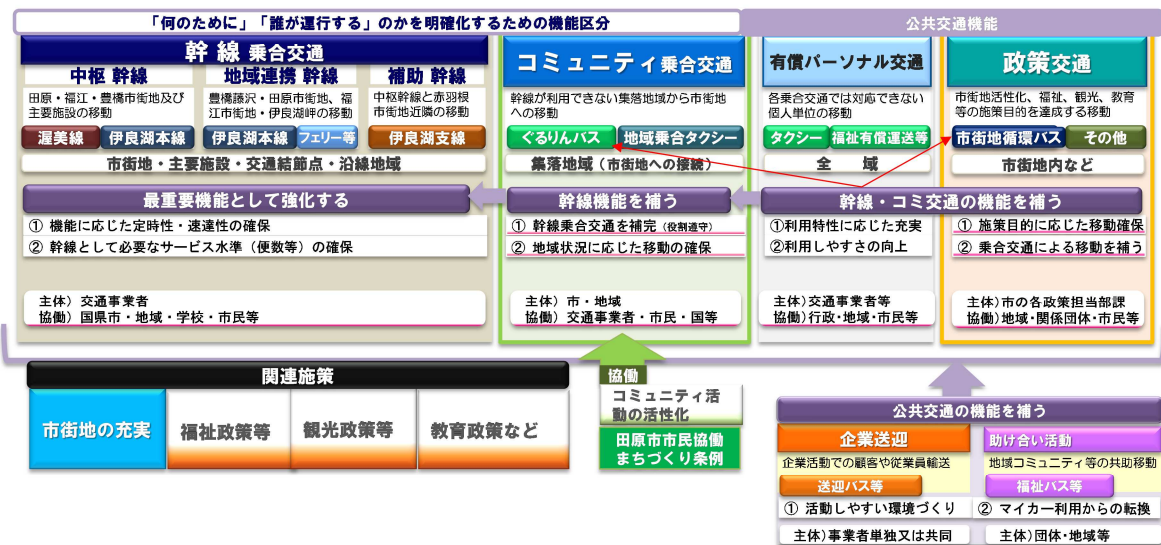 「何のために」「誰が運行する」のかを明確化するための機能区分
公共交通機能
幹線 乗合交通
中枢 幹線
田原・福江・豊橋市街地及び
主要施設の移動
渥美線
伊良湖本線
地域連携 幹線
豊橋藤沢・田原市街地、福
江市街地・伊良湖岬の移動
伊良湖本線
フェリー等
補助 幹線
中枢幹線と赤羽根
市街地近隣の移動
伊良湖支線
市街地・主要施設・交通結節点・沿線地域
最重要機能として強化する
① 機能に応じた定時性・速達性の確保
② 幹線として必要なサービス水準（便数等）の確保
主体）交通事業者
協働）国県市・地域・学校・市民等
コミュニティ乗合交通
幹線が利用できない集落地域から市街地
への移動
ぐるりんバス
地域乗合タクシー
集落地域（市街地への接続）
幹線機能を補う
① 幹線乗合交通を補完（役割遵守）
② 地域状況に応じた移動の確保
主体）市・地域
協働）交通事業者・市民・国等
有償パーソナル交通
各乗合交通では対応できない
個人単位の移動
タクシー
福祉有償運送等
全 域
政策交通
市街地活性化、福祉、観光、教育
等の施策目的を達成する移動
市街地循環バス
その他
市街地内など
幹線・コミ交通の機能を補う
①利用特性に応じた充実
②利用しやすさの向上
主体）交通事業者等
協働）行政・地域・市民等
① 施策目的に応じた移動確保
② 乗合交通による移動を補う
主体）市の各政策担当部課
協働）地域・関係団体・市民等
関連施策
市街地の充実
福祉政策等
観光政策等
教育政策など
協働
コミュニティ活
動の活性化
田原市市民協働
まちづくり条例
公共交通の機能を補う
企業送迎
企業活動での顧客や従業員輸送
送迎バス等
① 活動しやすい環境づくり
主体）事業者単独又は共同
助け合い活動
地域コミュニティ等の共助移動
福祉バス等
② マイカー利用からの転換
主体）団体・地域等